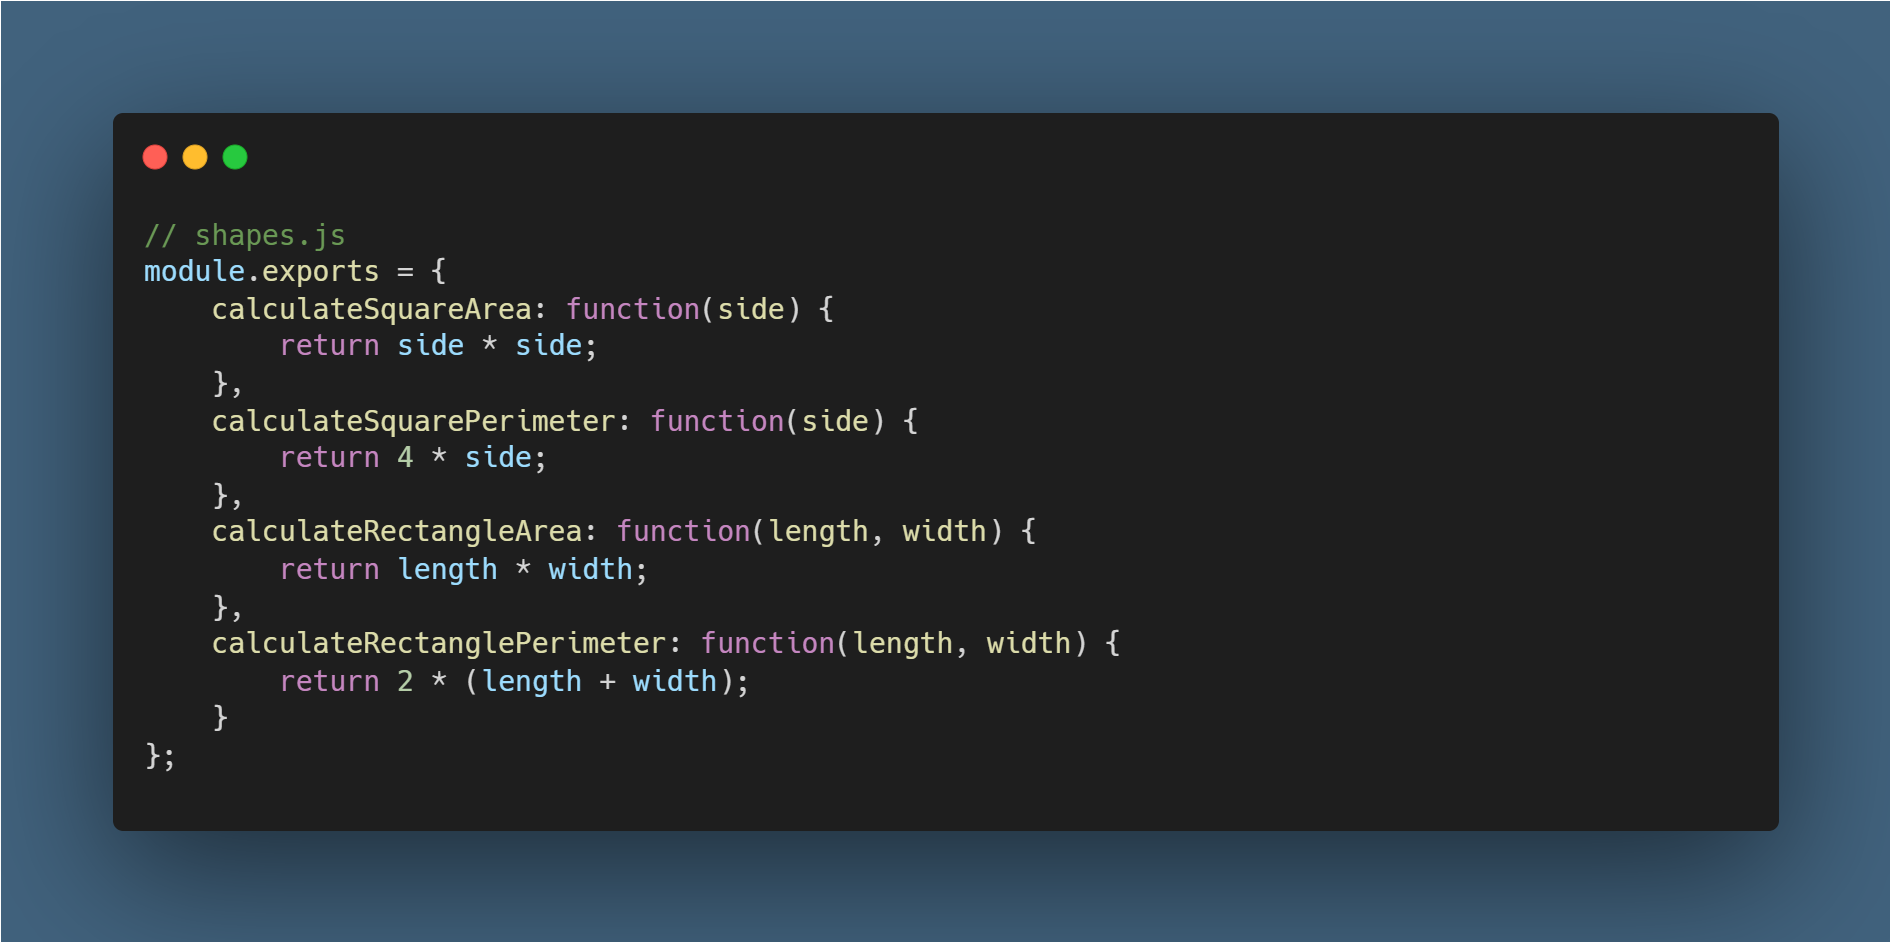 // shapes.js
module.exports = {
    calculateSquareArea: function(side) {
        return side * side;
    },
    calculateSquarePerimeter: function(side) {
        return 4 * side;
    },
    calculateRectangleArea: function(length, width) {
        return length * width;
    },
    calculateRectanglePerimeter: function(length, width) {
        return 2 * (length + width);
    }
};